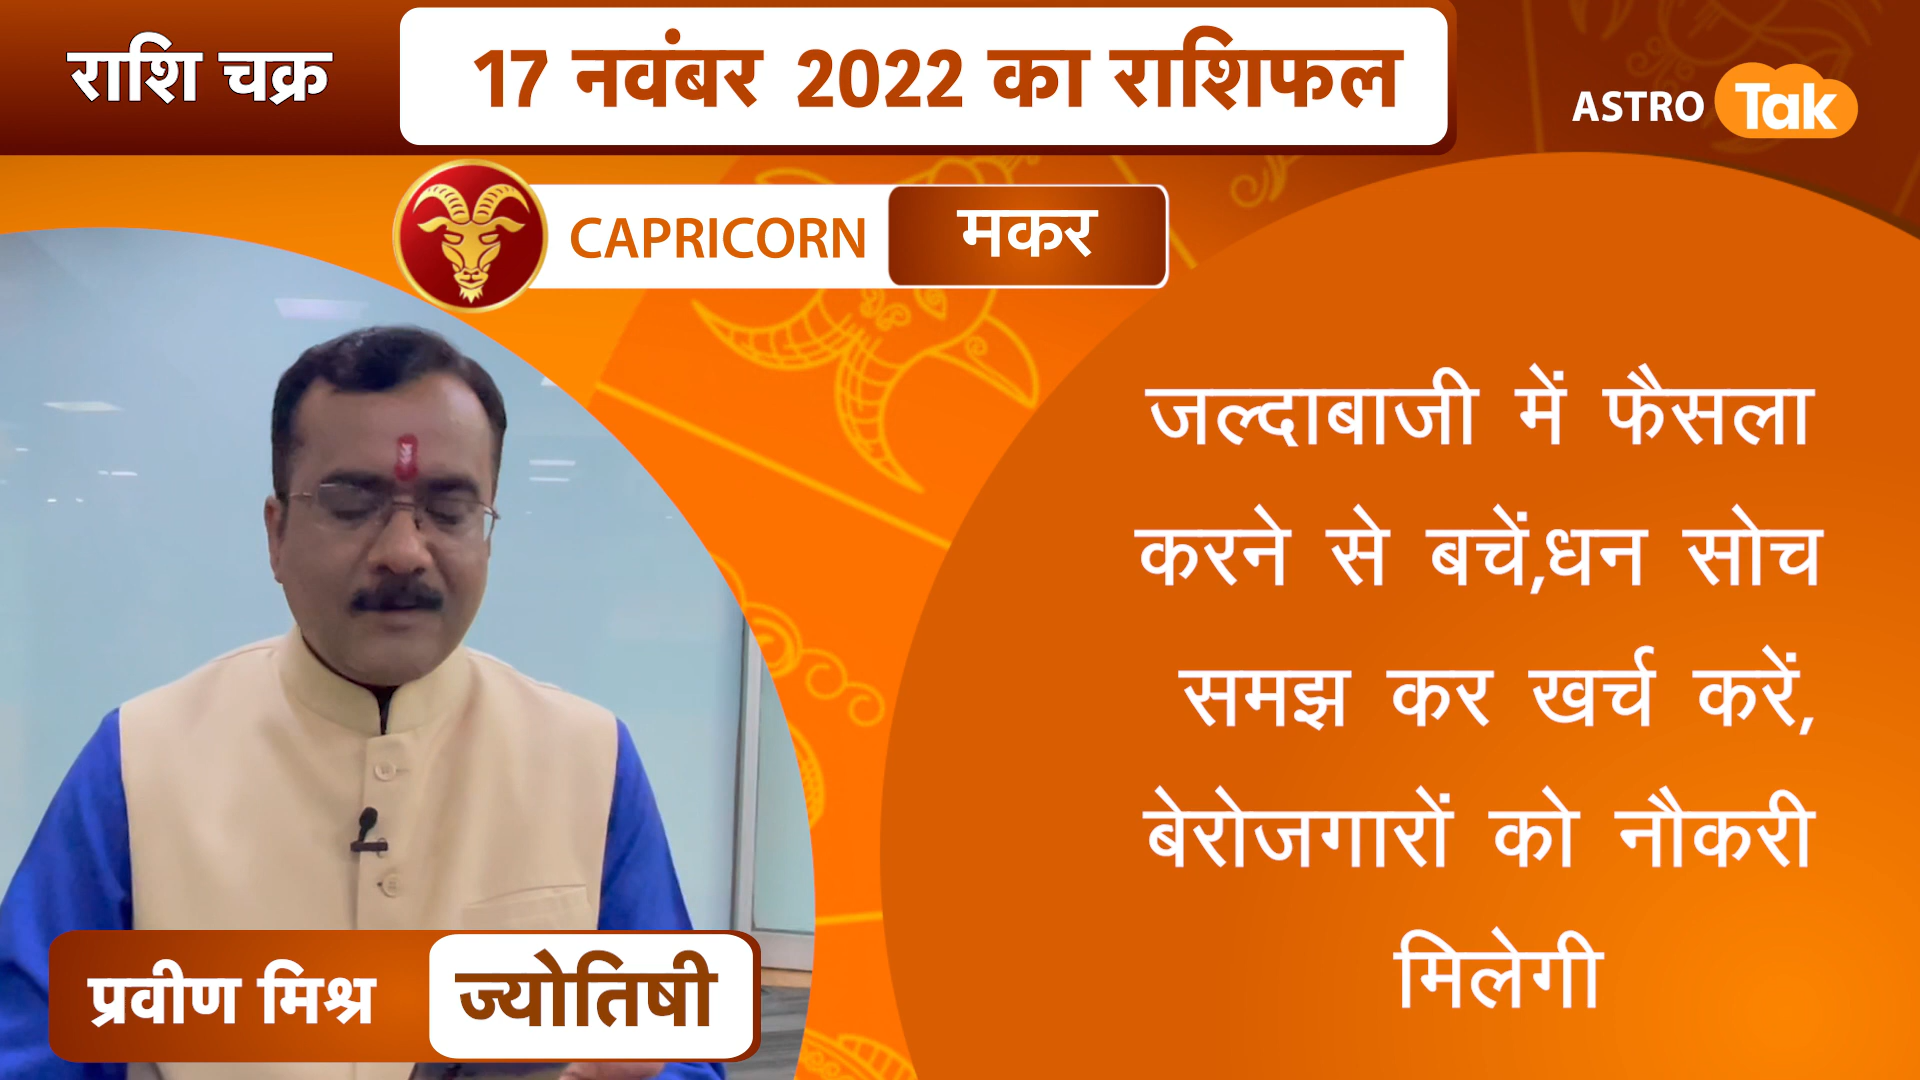 राशि चक्र
17 नवंबर 2022 का राशिफल
ASTRO Tak
CAPRICORN मकर
जल्दाबाजी में फैसला
करने से बचें,धन सोच
समझ कर खर्च करें,
बेरोजगारों को नौकरी
मिलेगी
प्रवीण मिश्र ज्योतिषी